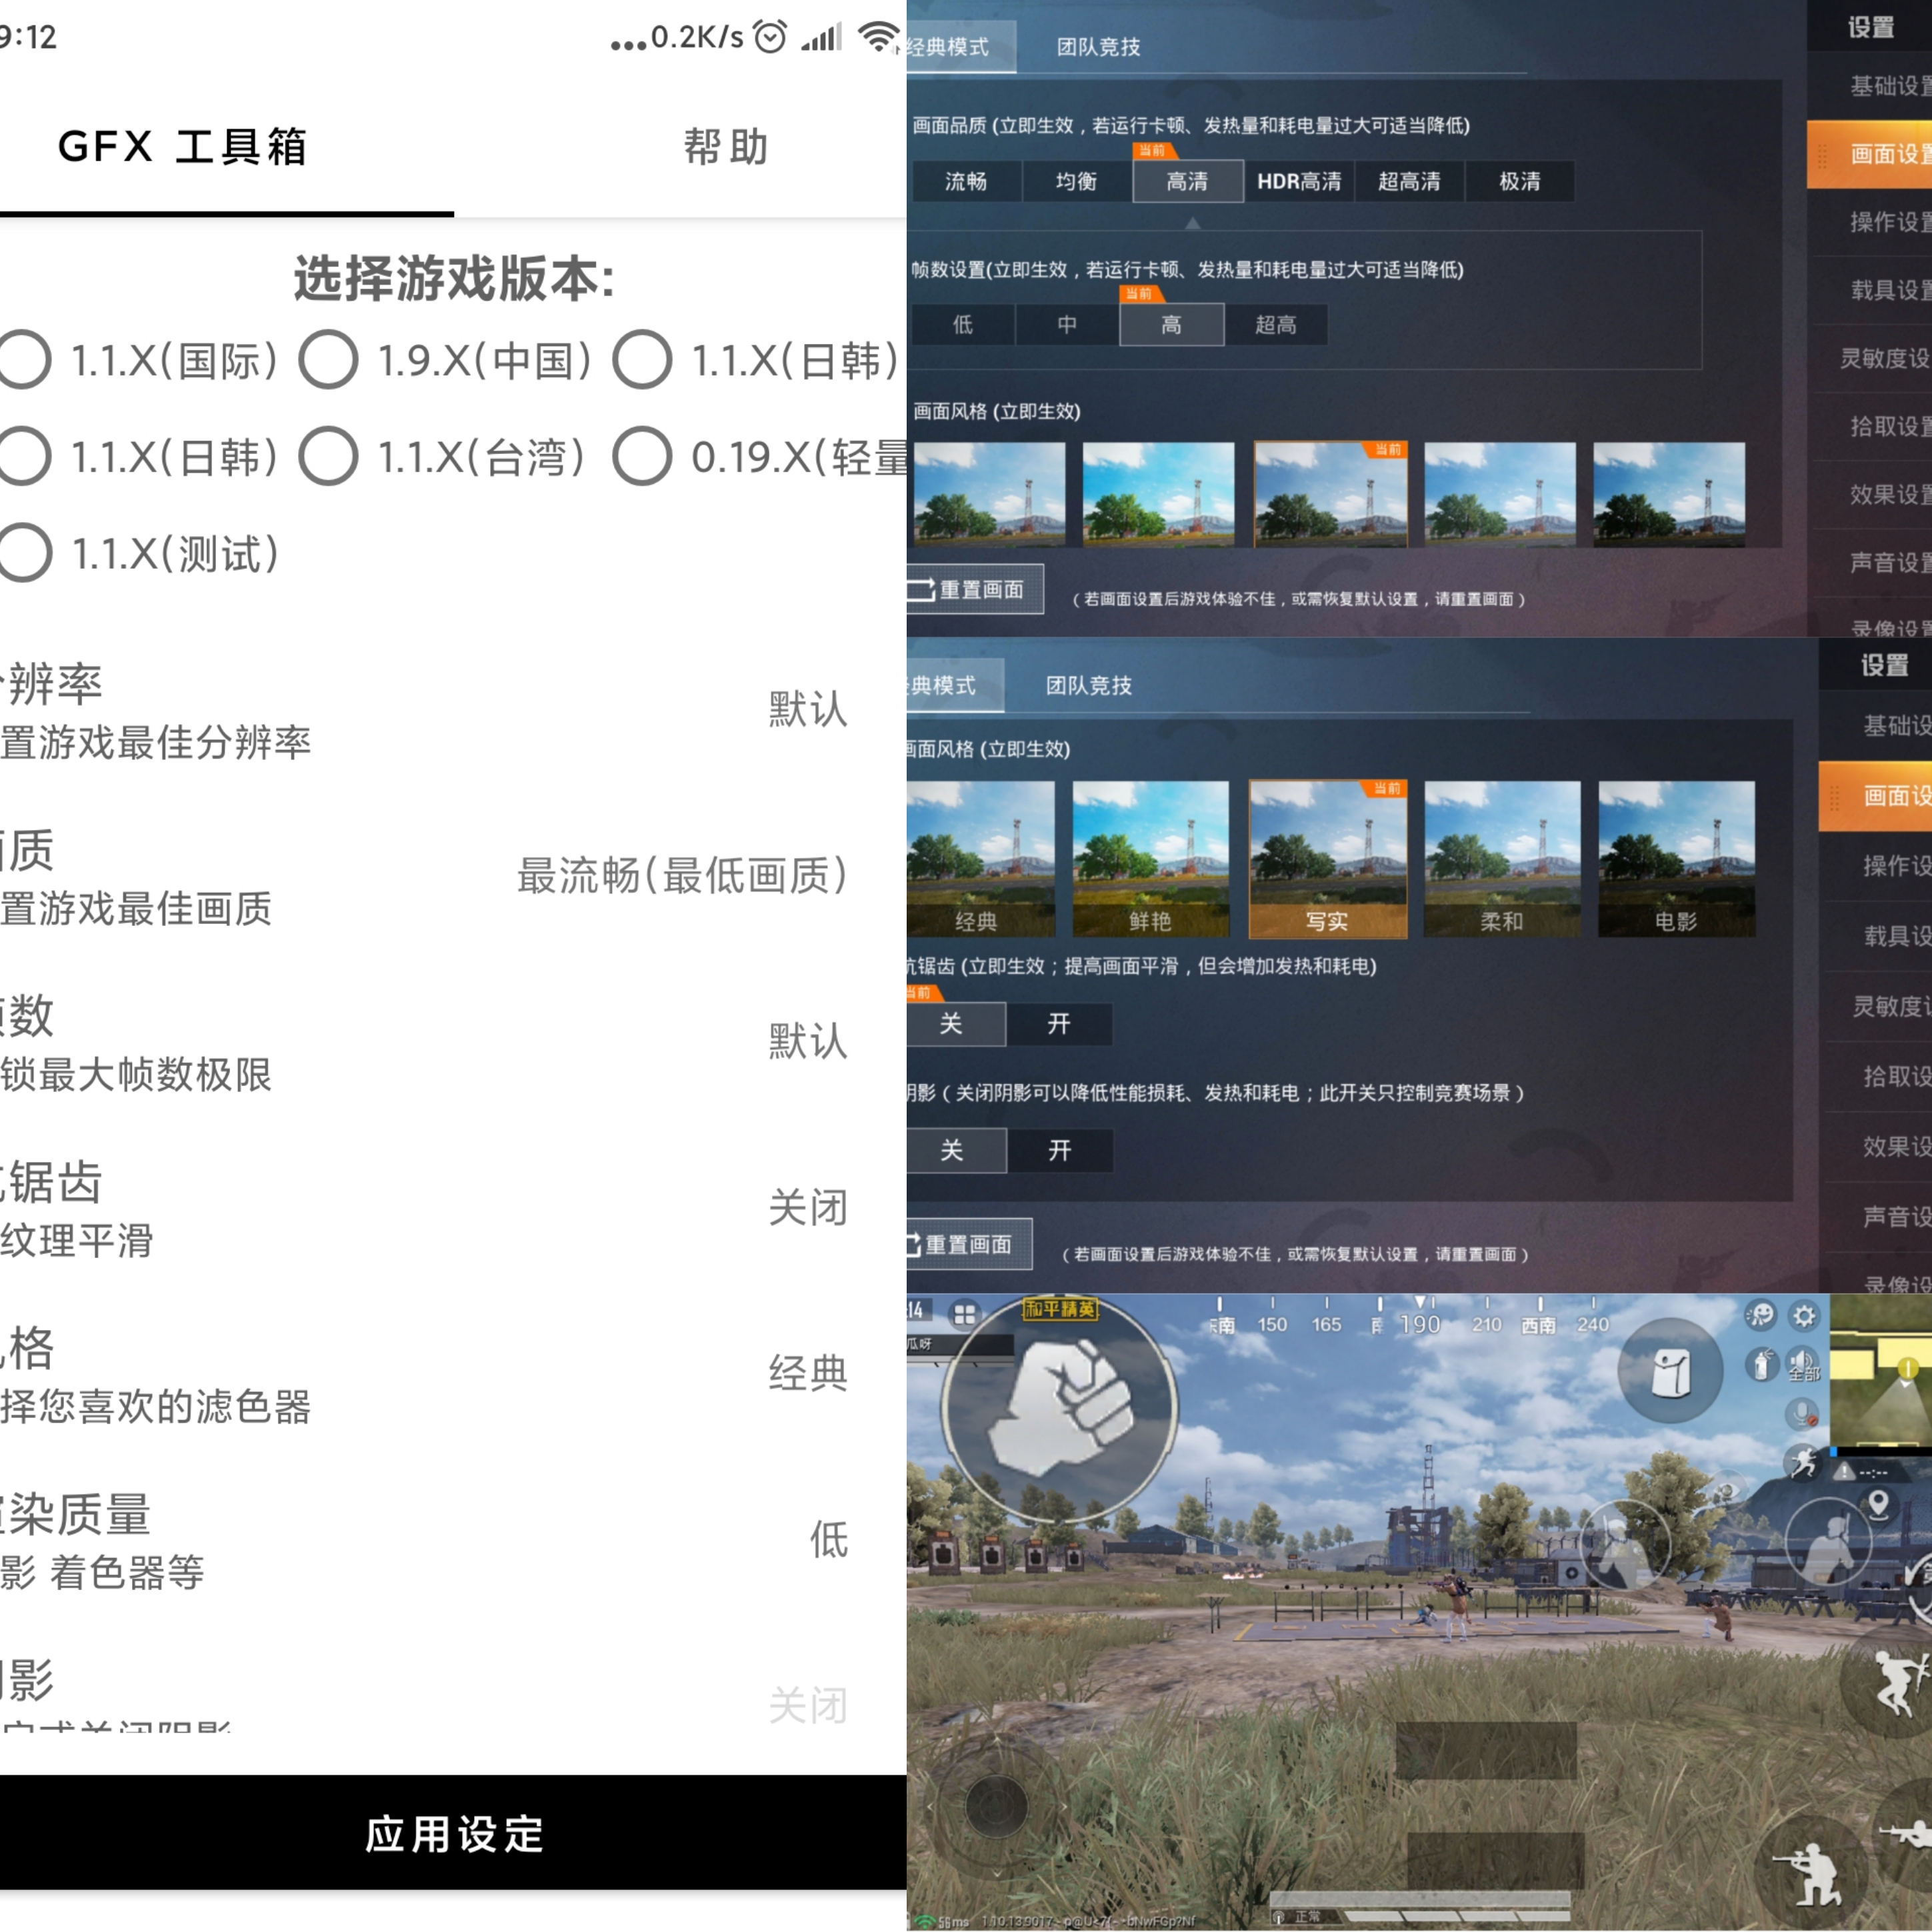 9:12
...0.2K/s
GFX 工具箱
帮助
选择游戏版本:
1.1.X(国际)
1.9.X(中国)
1.1.X(日韩)
1.1.X(日韩)
1.1.X(台湾)
0.19.X(轻量
1.1.X(测试)
辨率
置游戏最佳分辨率
默认
质
置游戏最佳画质
最流畅(最低画质)
数
锁最大帧数极限
默认
锯齿
纹理平滑
关闭
格
择您喜欢的滤色器
经典
染质量
影 着色器等
低
影
关闭
应用设定
经典模式
团队竞技
画面品质 (立即生效，若运行卡顿、发热量和耗电量过大可适当降低)
当前
流畅
均衡
高清
HDR高清
超高清
极清
帧数设置(立即生效，若运行卡顿、发热量和耗电量过大可适当降低)
当前
低
中
高
超高
画面风格 (立即生效)
当前
重置画面
（若画面设置后游戏体验不佳，或需恢复默认设置，请重置画面）
设置
基础设置
画面设置
操作设置
载具设置
灵敏度设
拾取设置
效果设置
声音设置
录像设置
典模式
团队竞技
画面风格 (立即生效)
当前
经典
鲜艳
写实
柔和
电影
抗锯齿 (立即生效；提高画面平滑，但会增加发热和耗电)
当前
关
开
阴影（关闭阴影可以降低性能损耗、发热和耗电；此开关只控制竞赛场景）
关
开
重置画面
（若画面设置后游戏体验不佳，或需恢复默认设置，请重置画面）
设置
基础设
画面设
操作设
载具设
灵敏度设
拾取设
效果设
声音设
录像设
:14
和平精英
瓜呀
东南
150
165
南
190
210
西南
240
全部
--:--
56ms
正常